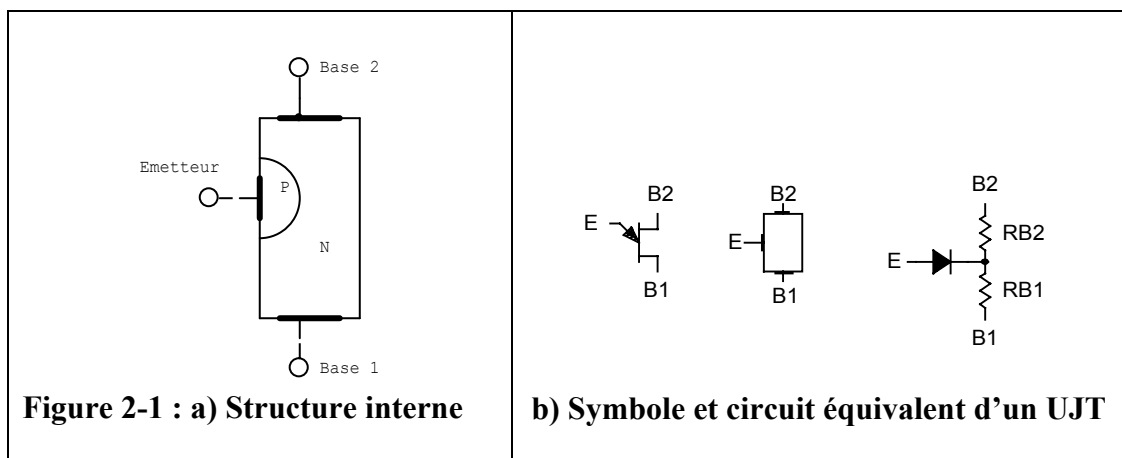 Base 2
Emetteur
P
N
Base 1
Figure 2-1 : a) Structure interne
B2
E
B1
B2
E
B1
B2
RB2
E
RB1
B1
b) Symbole et circuit équivalent d’un UJT